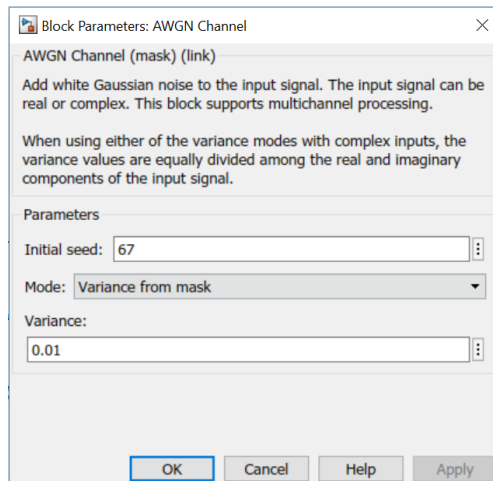 Block Parameters: AWGN Channel
AWGN Channel (mask) (link)
Add white Gaussian noise to the input signal. The input signal can be
real or complex. This block supports multichannel processing.
When using either of the variance modes with complex inputs, the
variance values are equally divided among the real and imaginary
components of the input signal.
Parameters
Initial seed: 67
Mode: Variance from mask
Variance:
0.01
OK Cancel Help Apply